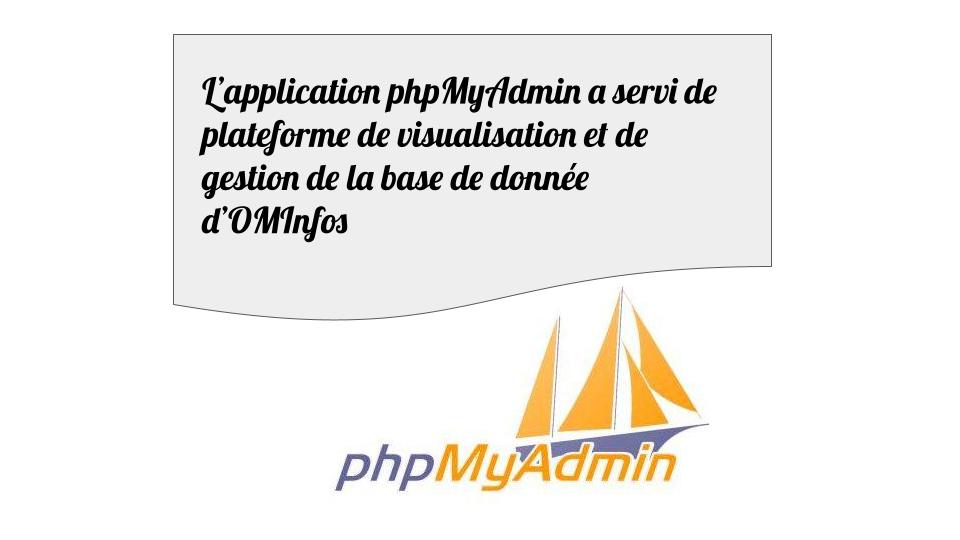 L’application phpMyAdmin a servi de
plateforme de visualisation et de
gestion de la base de donnée
d’OMInfos
phpMyAdmin